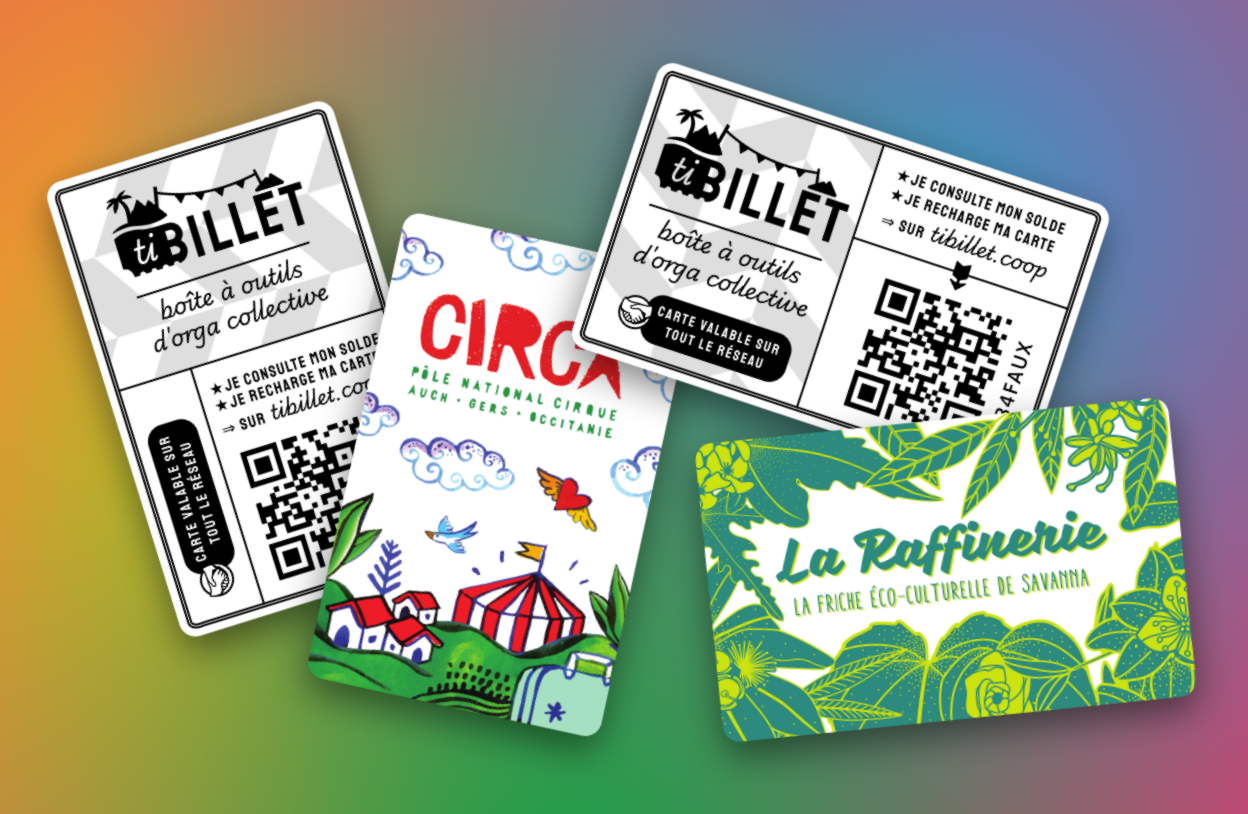 tiBILLET
boîte à outils
d'orga collective
★JE CONSULTE MON SOLDE
★JE RECHARGE MA CARTE
⇒ SUR tibillet.co
CARTE VALABLE SUR
TOUT LE RÉSEAU
CIRCA
PÔLE NATIONAL CIRQUE
AUCH · GERS · OCCITANIE
tiBILLET
boîte à outils
d'orga collective
CARTE VALABLE SUR
TOUT LE RÉSEAU
★JE CONSULTE MON SOLDE
★JE RECHARGE MA CARTE
⇒ SUR tibillet.coop
34FAUX
La Raffinerie
LA FRICHE ÉCO-CULTURELLE DE SAVANNA